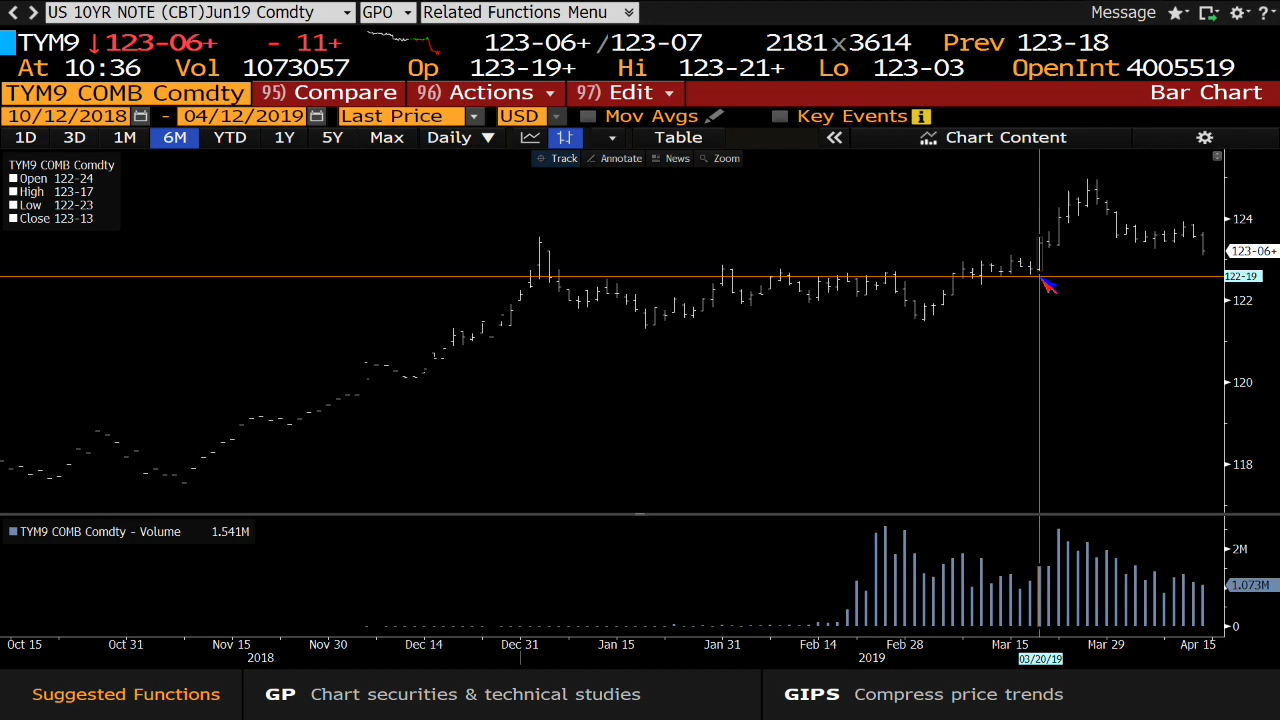 US 10YR NOTE (CBT)Jun19 Comdty GPO Related Functions Menu Message
TYM9 ↓123-06+ - 11+ 123-06+/123-07 2181x3614 Prev 123-18
At 10:36 Vol 1073057 Op 123-19+ Hi 123-21+ Lo 123-03 OpenInt 4005519
TYM9 COMB Comdty 95) Compare 96) Actions 97) Edit Bar Chart
10/12/2018 - 04/12/2019 Last Price USD Mov Avgs Key Events i
1D 3D 1M 6M YTD 1Y 5Y Max Daily ▼ Table « Chart Content
Track Annotate News Zoom
TYM9 COMB Comdty
Open 122-24
High 123-17
Low 122-23
Close 123-13
124
123-06+
122-19
122
120
118
TYM9 COMB Comdty - Volume 1.541M
2M
1.073M
0
Oct 15 Oct 31 Nov 15 Nov 30 Dec 14 Dec 31 Jan 15 Jan 31 Feb 14 Feb 28 Mar 15 Mar 29 Apr 15
2018 2019 03/20/19
Suggested Functions GP Chart securities & technical studies GIPS Compress price trends